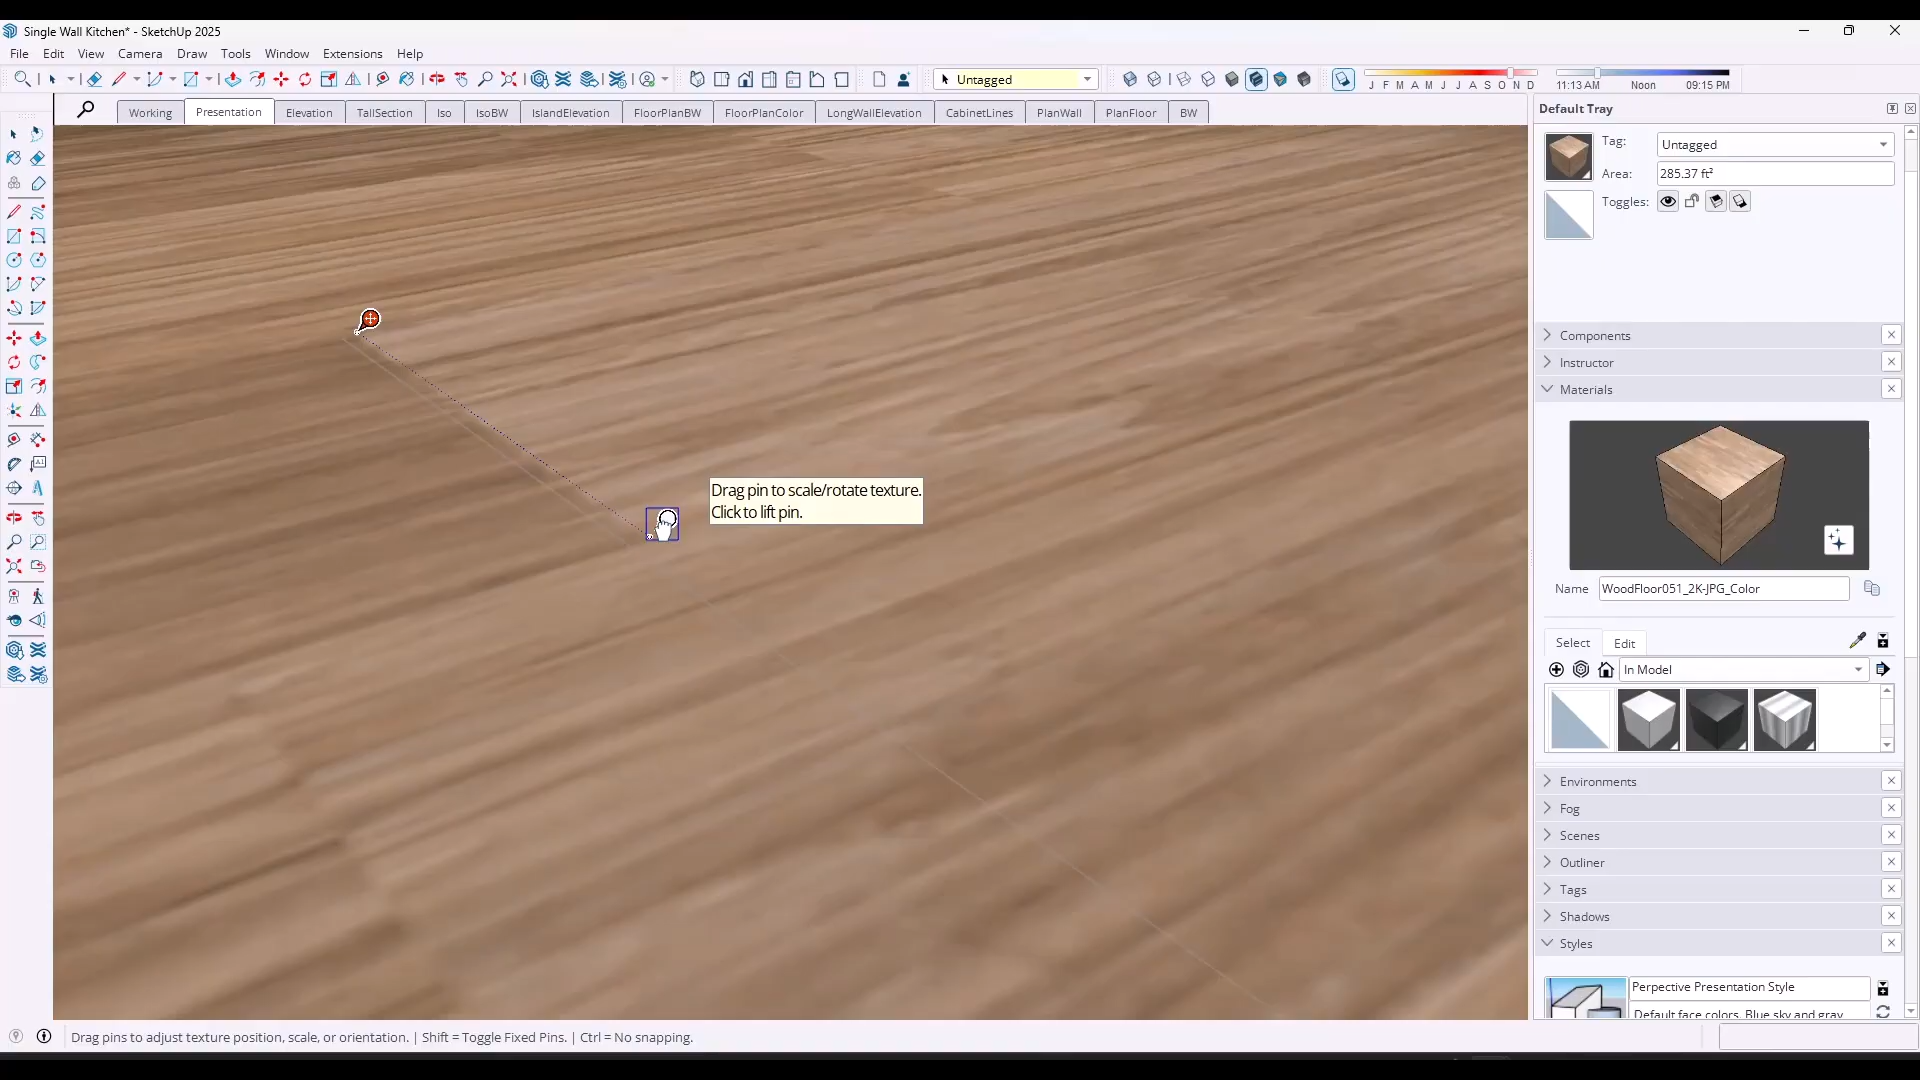 Single Wall Kitchen* - SketchUp 2025
File Edit View Camera Draw Tools Window Extensions Help
Untagged
J F M A M J J A S O N D
11:13 AM Noon 09:15 PM
Working Presentation Elevation TallSection Iso IsoBW IslandElevation FloorPlanBW FloorPlanColor LongWallElevation CabinetLines PlanWall PlanFloor BW
Default Tray
Tag: Untagged
Area: 285.37 ft²
Toggles:
Components
Instructor
Materials
Drag pin to scale/rotate texture.
Click to lift pin.
Name WoodFloor051_2K-JPG_Color
Select Edit
In Model
Environments
Fog
Scenes
Outliner
Tags
Shadows
Styles
Perpective Presentation Style
Default face colors. Blue sky and gray
Drag pins to adjust texture position, scale, or orientation. | Shift = Toggle Fixed Pins. | Ctrl = No snapping.